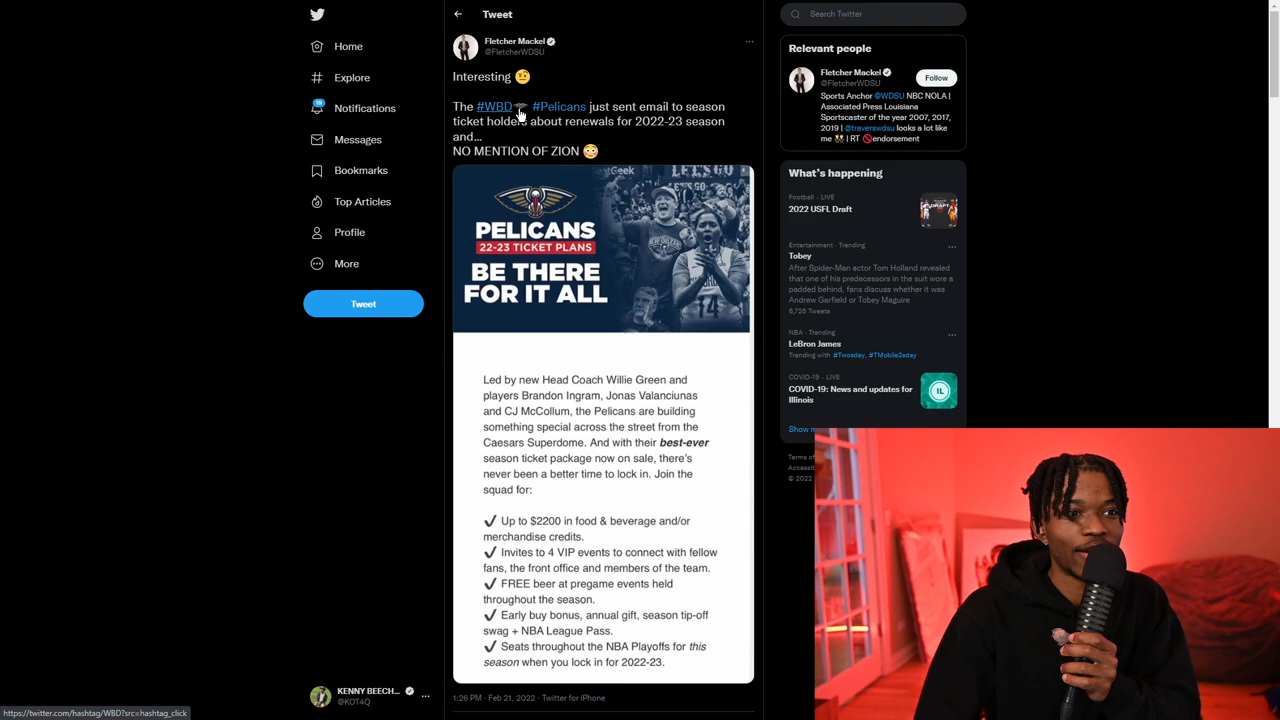 Tweet
Search Twitter
Home
Explore
19
Notifications
Messages
Bookmarks
Top Articles
Profile
More
Tweet
Fletcher Mackel
@FletcherWDSU
Interesting 🤨
The #WBD #Pelicans just sent email to season
ticket holders about renewals for 2022-23 season
and...
NO MENTION OF ZION 😳
LET'S GO
PELICANS
22-23 TICKET PLANS
BE THERE
FOR IT ALL
14
Led by new Head Coach Willie Green and
players Brandon Ingram, Jonas Valanciunas
and CJ McCollum, the Pelicans are building
something special across the street from the
Caesars Superdome. And with their best-ever
season ticket package now on sale, there's
never been a better time to lock in. Join the
squad for:
✔ Up to $2200 in food & beverage and/or
merchandise credits.
✔ Invites to 4 VIP events to connect with fellow
fans, the front office and members of the team.
✔ FREE beer at pregame events held
throughout the season.
✔ Early buy bonus, annual gift, season tip-off
swag + NBA League Pass.
✔ Seats throughout the NBA Playoffs for this
season when you lock in for 2022-23.
1:26 PM · Feb 21, 2022 · Twitter for iPhone
Relevant people
Fletcher Mackel
@FletcherWDSU
Follow
Sports Anchor @WDSU NBC NOLA |
Associated Press Louisiana
Sportscaster of the year 2007, 2017,
2019 | @traverswdsu looks a lot like
me | RT 🚫endorsement
What's happening
Football · LIVE
2022 USFL Draft
Entertainment · Trending
Tobey
After Spider-Man actor Tom Holland revealed
that one of his predecessors in the suit wore a
padded behind, fans discuss whether it was
Andrew Garfield or Tobey Maguire
6,725 Tweets
NBA · Trending
LeBron James
Trending with #Twosday, #TMobile2sday
COVID-19 · LIVE
COVID-19: News and updates for
Illinois
IL
Show
Terms of
© 2022
KENNY BEECH...
@KOT4Q
https://twitter.com/hashtag/WBD?src=hashtag_click